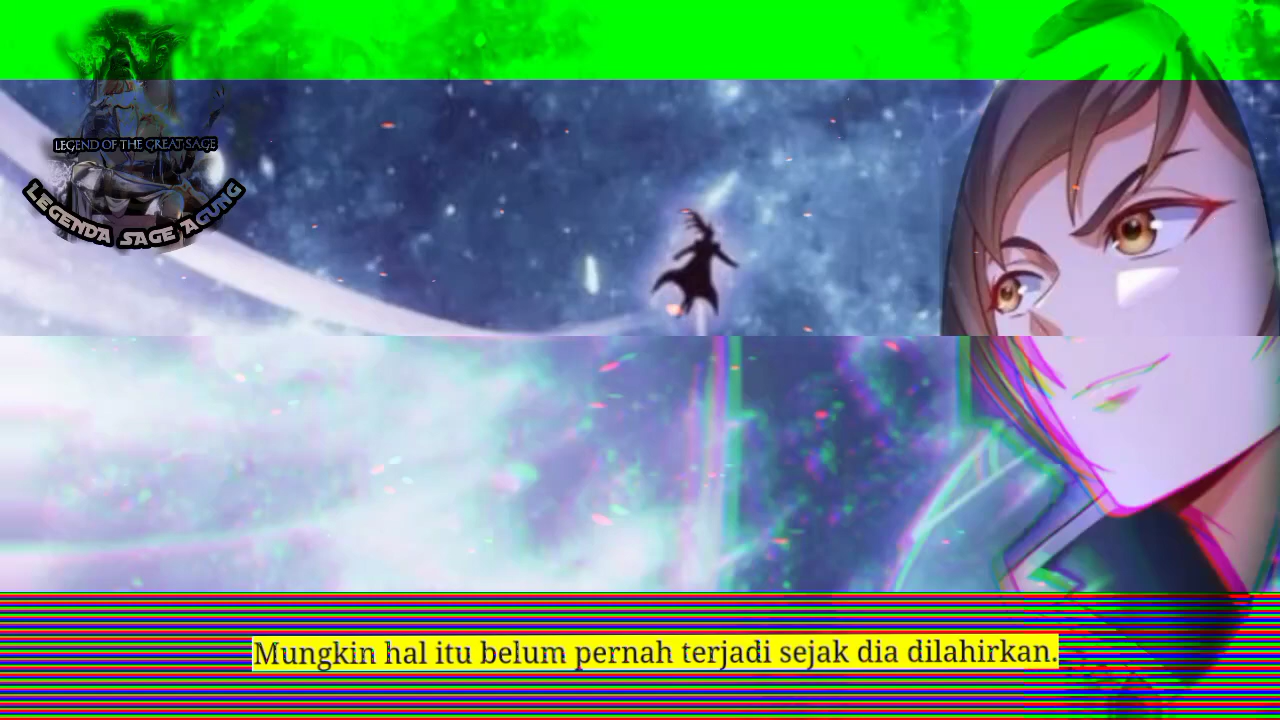 LEGEND OF THE GREAT SAGE
LEGENDA SAGE AGUNG
Mungkin hal itu belum pernah terjadi sejak dia dilahirkan.